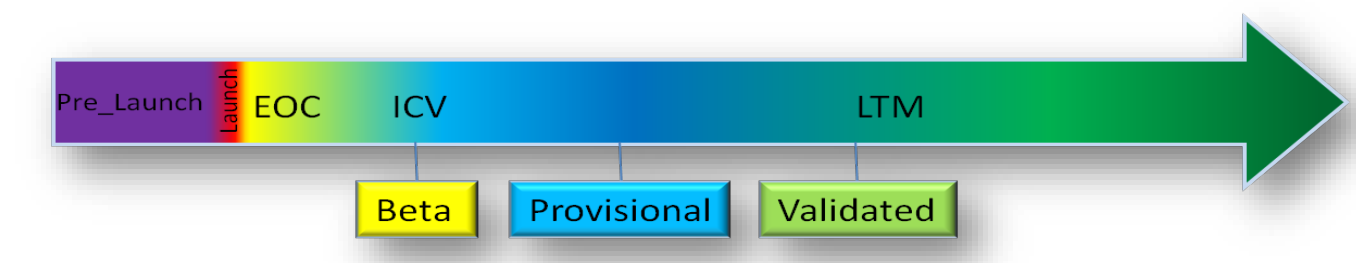 Pre_Launch Launch EOC ICV LTM
Beta Provisional Validated